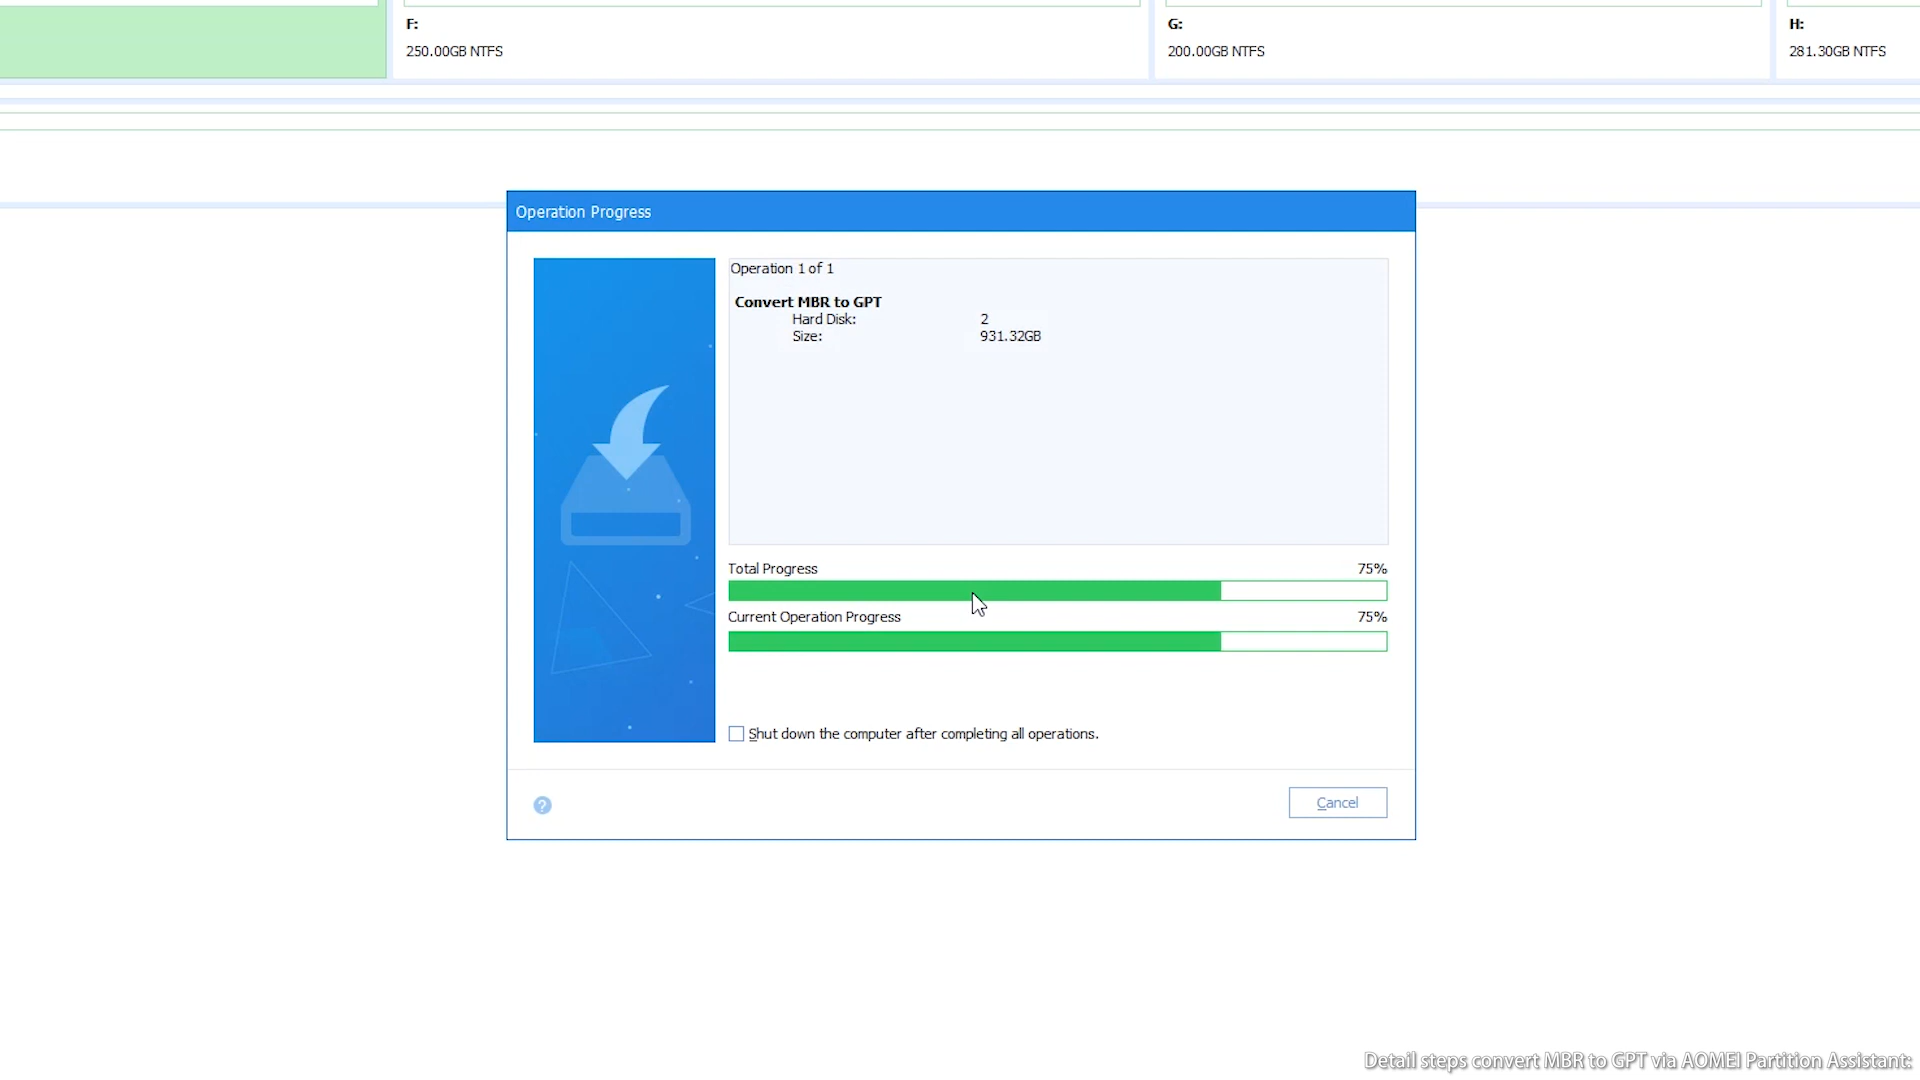 F:
G:
H:
250.00GB NTFS
200.00GB NTFS
281.30GB NTFS
Operation Progress
Operation 1 of 1
Convert MBR to GPT
Hard Disk: 2
Size: 931.32GB
Total Progress 75%
Current Operation Progress 75%
Shut down the computer after completing all operations.
?
Cancel
Detail steps convert MBR to GPT via AOMEI Partition Assistant: